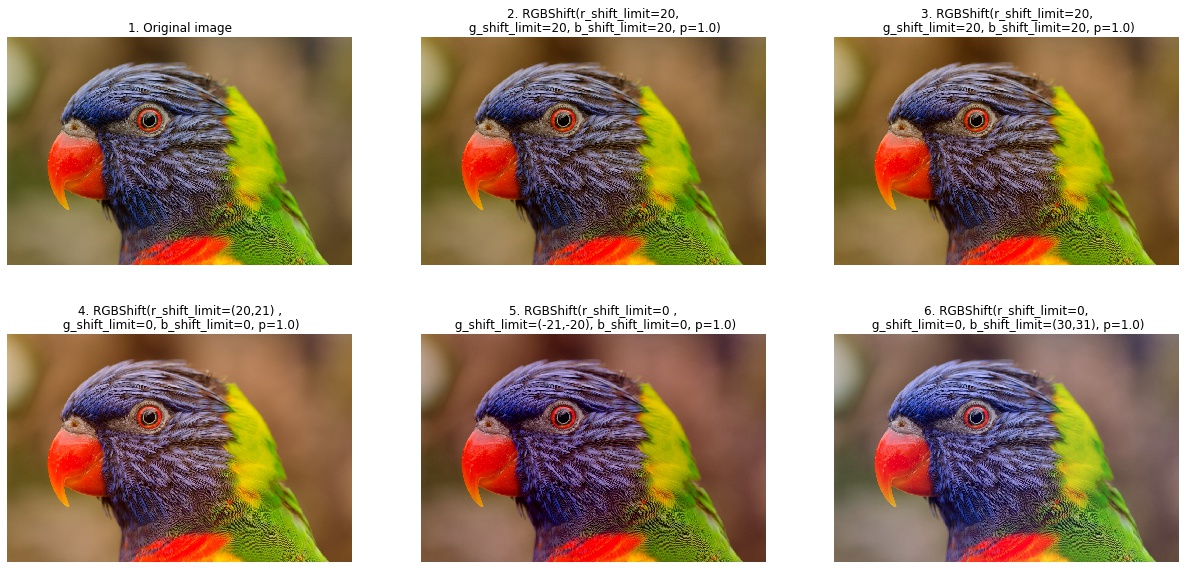 1. Original image
2. RGBShift(r_shift_limit=20,
g_shift_limit=20, b_shift_limit=20, p=1.0)
3. RGBShift(r_shift_limit=20,
g_shift_limit=20, b_shift_limit=20, p=1.0)
4. RGBShift(r_shift_limit=(20,21) ,
g_shift_limit=0, b_shift_limit=0, p=1.0)
5. RGBShift(r_shift_limit=0 ,
g_shift_limit=(-21,-20), b_shift_limit=0, p=1.0)
6. RGBShift(r_shift_limit=0,
g_shift_limit=0, b_shift_limit=(30,31), p=1.0)